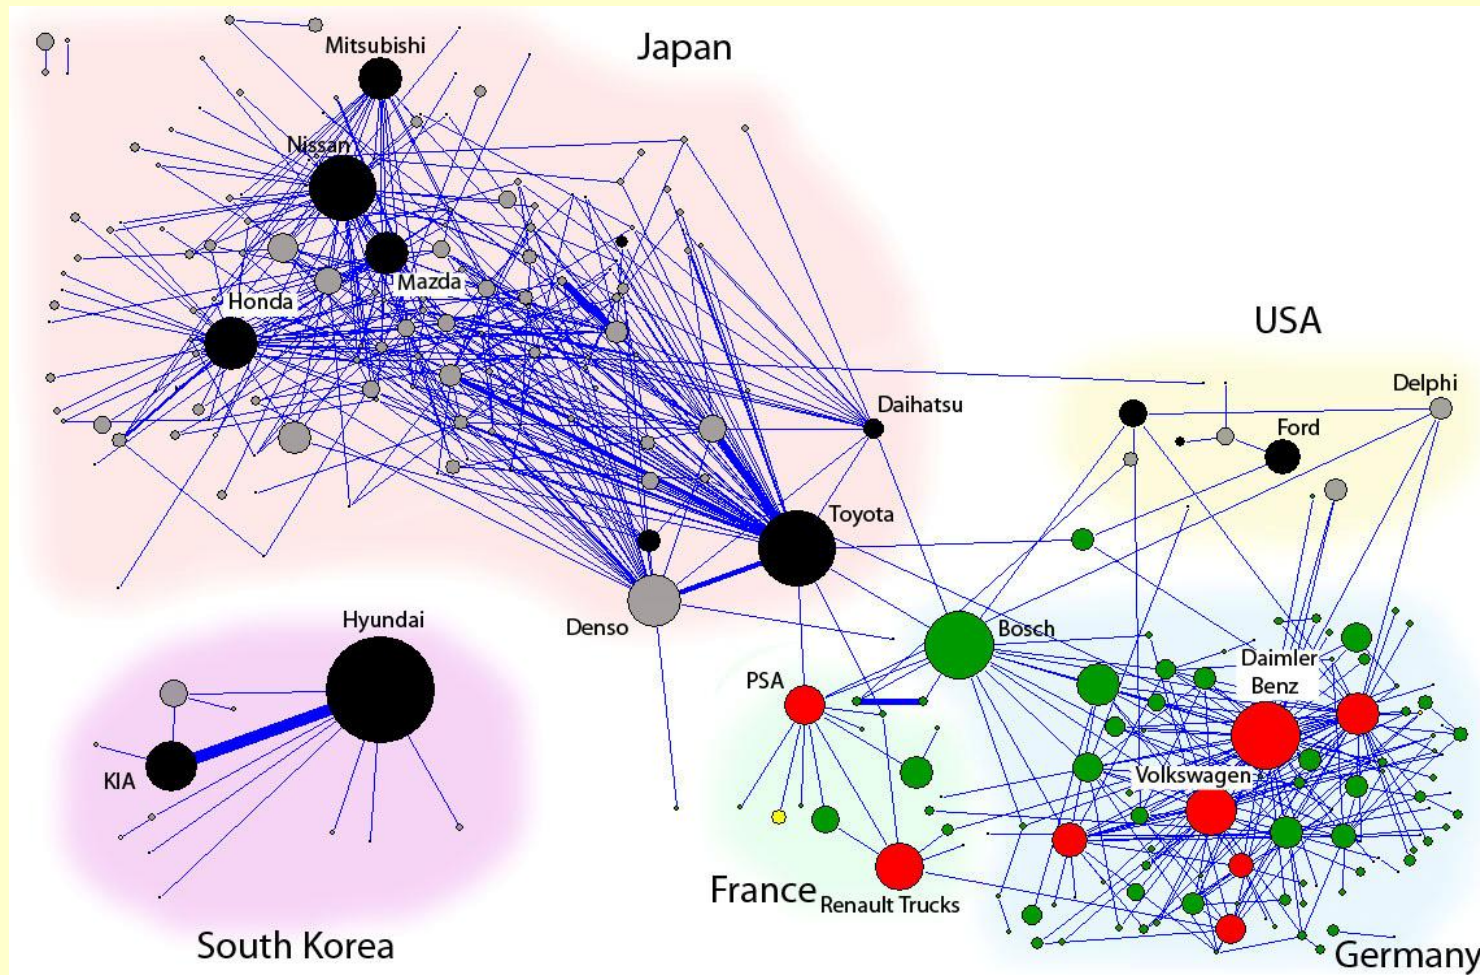 Japan
Mitsubishi
Nissan
Mazda
Honda
USA
Delphi
Daihatsu
Ford
Toyota
Hyundai
Denso
Bosch
Daimler
Benz
PSA
KIA
Volkswagen
France
Renault Trucks
South Korea
Germany